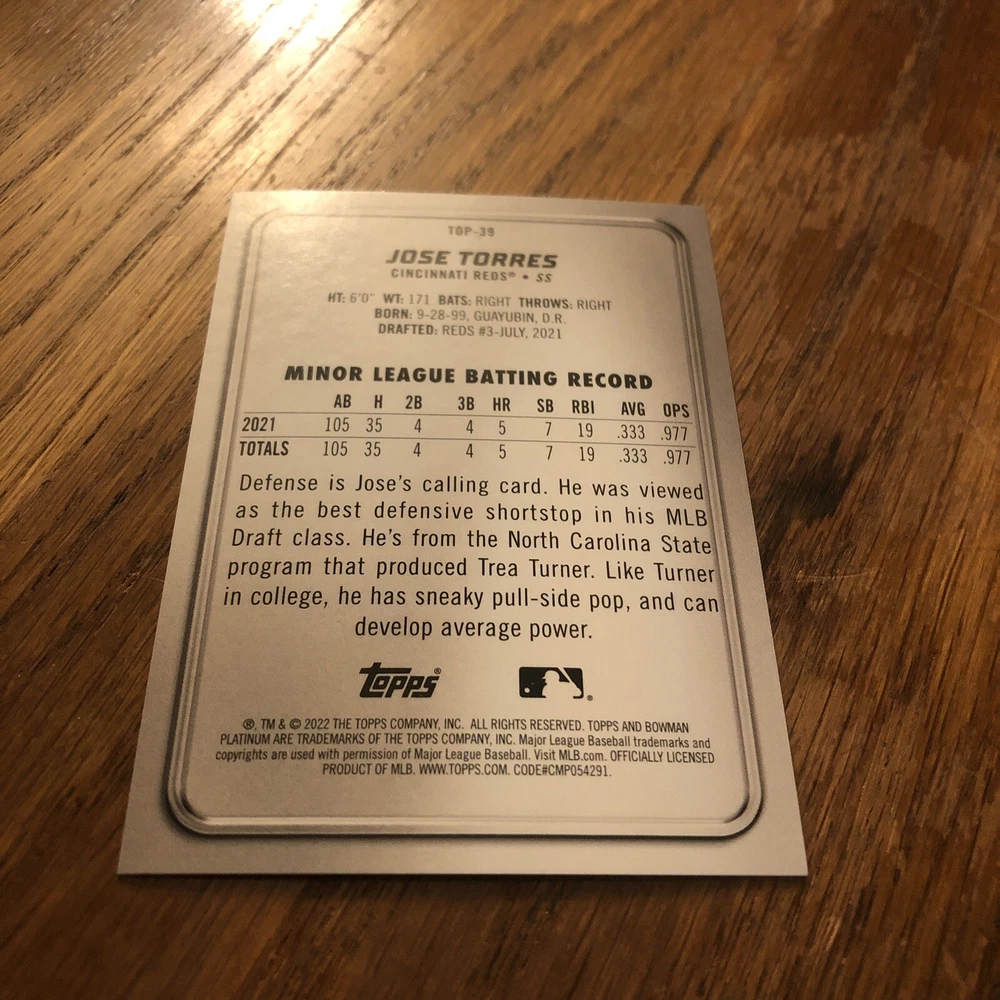 TOP-39
JOSE TORRES
CINCINNATI REDS® • SS
HT: 6'0" WT: 171 BATS: RIGHT THROWS: RIGHT
BORN: 9-28-99, GUAYUBIN, D.R.
DRAFTED: REDS #3-JULY, 2021
MINOR LEAGUE BATTING RECORD
AB H 2B 3B HR SB RBI AVG OPS
2021 105 35 4 4 5 7 19 .333 .977
TOTALS 105 35 4 4 5 7 19 .333 .977
Defense is Jose's calling card. He was viewed
as the best defensive shortstop in his MLB
Draft class. He's from the North Carolina State
program that produced Trea Turner. Like Turner
in college, he has sneaky pull-side pop, and can
develop average power.
Topps® ®
®, TM & © 2022 THE TOPPS COMPANY, INC. ALL RIGHTS RESERVED. TOPPS AND BOWMAN
PLATINUM ARE TRADEMARKS OF THE TOPPS COMPANY, INC. Major League Baseball trademarks and
copyrights are used with permission of Major League Baseball. Visit MLB.com. OFFICIALLY LICENSED
PRODUCT OF MLB. WWW.TOPPS.COM. CODE#CMP054291.